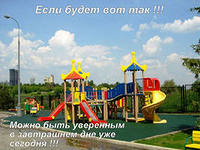 Если будет вот так !!!
Можно быть уверенным
в завтрашнем дне уже
сегодня !!!